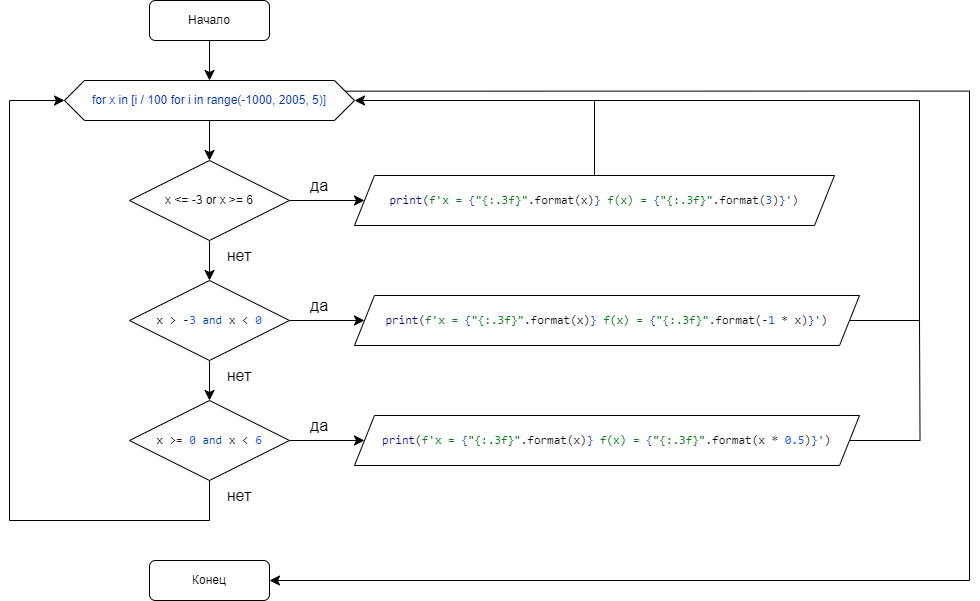 Начало
for x in [i / 100 for i in range(-1000, 2005, 5)]
x <= -3 or x >= 6
да
print(f'x = {"{:.3f}".format(x)} f(x) = {"{:.3f}".format(3)}')
нет
x > -3 and x < 0
да
print(f'x = {"{:.3f}".format(x)} f(x) = {"{:.3f}".format(-1 * x)}')
нет
x >= 0 and x < 6
да
print(f'x = {"{:.3f}".format(x)} f(x) = {"{:.3f}".format(x * 0.5)}')
нет
Конец